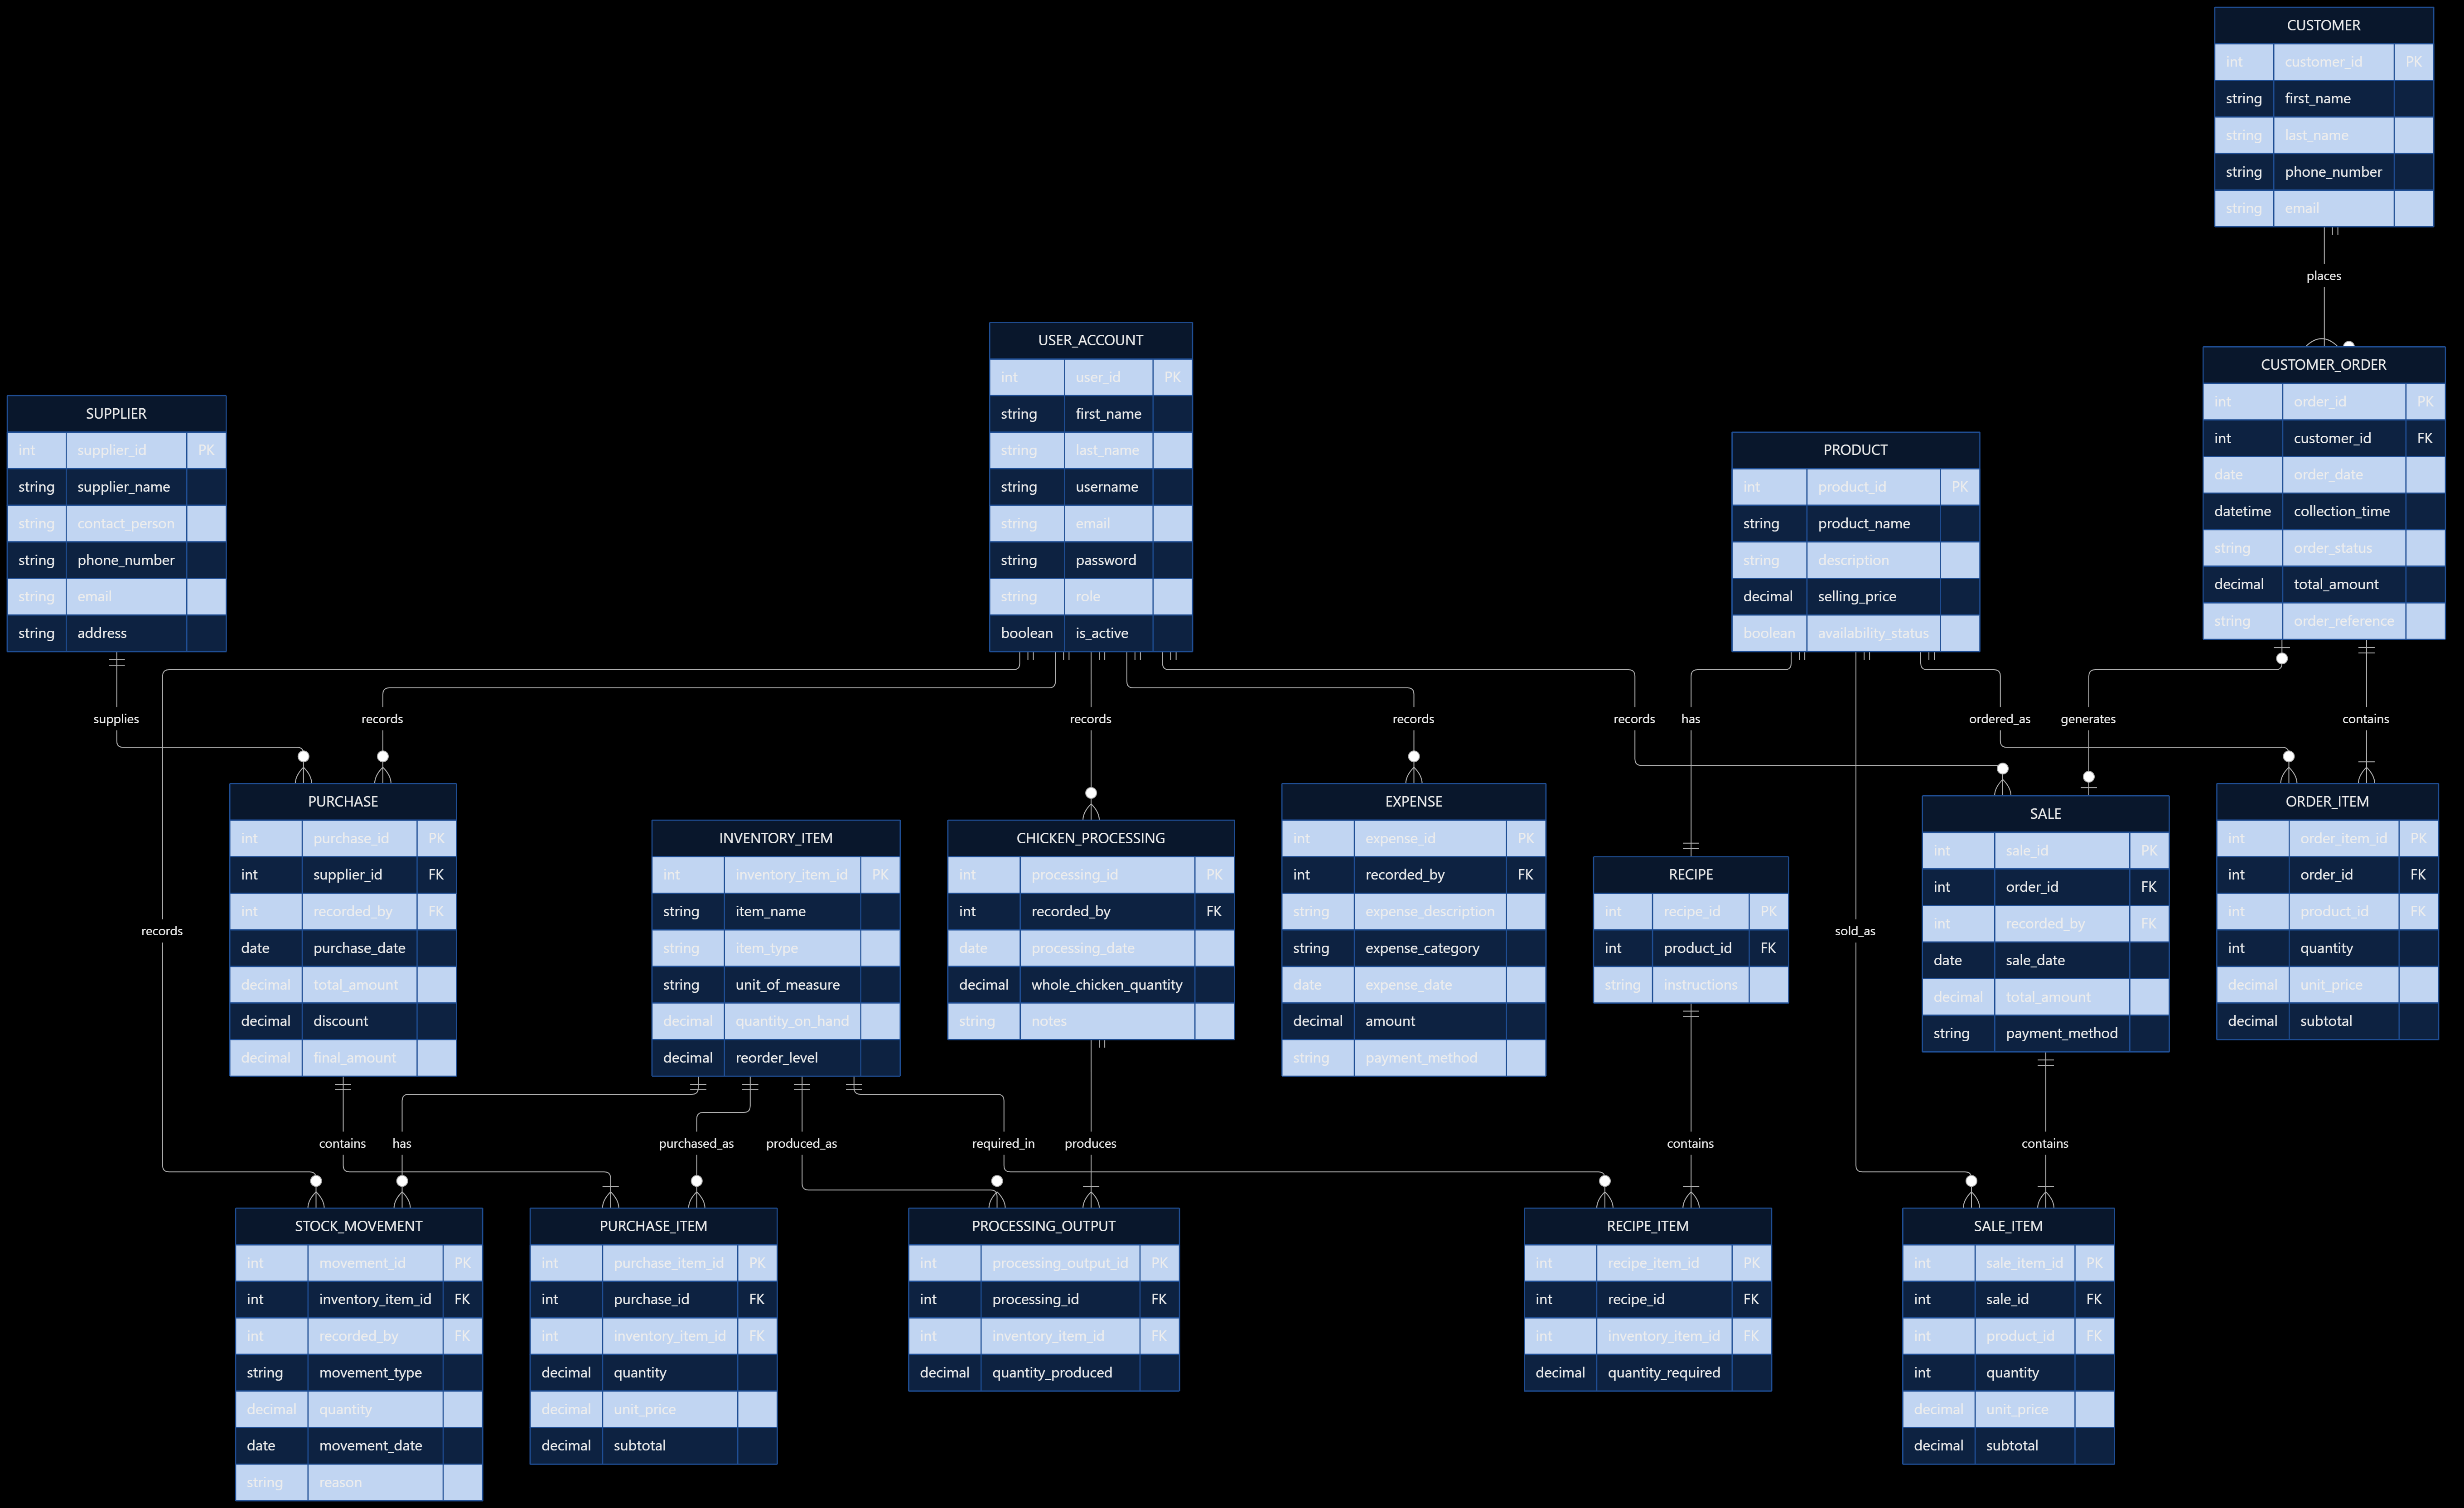 CUSTOMER
int customer_id PK
string first_name
string last_name
string phone_number
string email
places
USER_ACCOUNT
int user_id PK
string first_name
string last_name
string username
string email
string password
string role
boolean is_active
CUSTOMER_ORDER
int order_id PK
int customer_id FK
date order_date
datetime collection_time
string order_status
decimal total_amount
string order_reference
SUPPLIER
int supplier_id PK
string supplier_name
string contact_person
string phone_number
string email
string address
PRODUCT
int product_id PK
string product_name
string description
decimal selling_price
boolean availability_status
supplies
records
records
records
records
has
ordered_as
generates
contains
PURCHASE
int purchase_id PK
int supplier_id FK
int recorded_by FK
date purchase_date
decimal total_amount
decimal discount
decimal final_amount
INVENTORY_ITEM
int inventory_item_id PK
string item_name
string item_type
string unit_of_measure
decimal quantity_on_hand
decimal reorder_level
CHICKEN_PROCESSING
int processing_id PK
int recorded_by FK
date processing_date
decimal whole_chicken_quantity
string notes
EXPENSE
int expense_id PK
int recorded_by FK
string expense_description
string expense_category
date expense_date
decimal amount
string payment_method
RECIPE
int recipe_id PK
int product_id FK
string instructions
SALE
int sale_id PK
int order_id FK
int recorded_by FK
date sale_date
decimal total_amount
string payment_method
ORDER_ITEM
int order_item_id PK
int order_id FK
int product_id FK
int quantity
decimal unit_price
decimal subtotal
records
sold_as
contains
has
purchased_as
produced_as
required_in
produces
contains
contains
STOCK_MOVEMENT
int movement_id PK
int inventory_item_id FK
int recorded_by FK
string movement_type
decimal quantity
date movement_date
string reason
PURCHASE_ITEM
int purchase_item_id PK
int purchase_id FK
int inventory_item_id FK
decimal quantity
decimal unit_price
decimal subtotal
PROCESSING_OUTPUT
int processing_output_id PK
int processing_id FK
int inventory_item_id FK
decimal quantity_produced
RECIPE_ITEM
int recipe_item_id PK
int recipe_id FK
int inventory_item_id FK
decimal quantity_required
SALE_ITEM
int sale_item_id PK
int sale_id FK
int product_id FK
int quantity
decimal unit_price
decimal subtotal